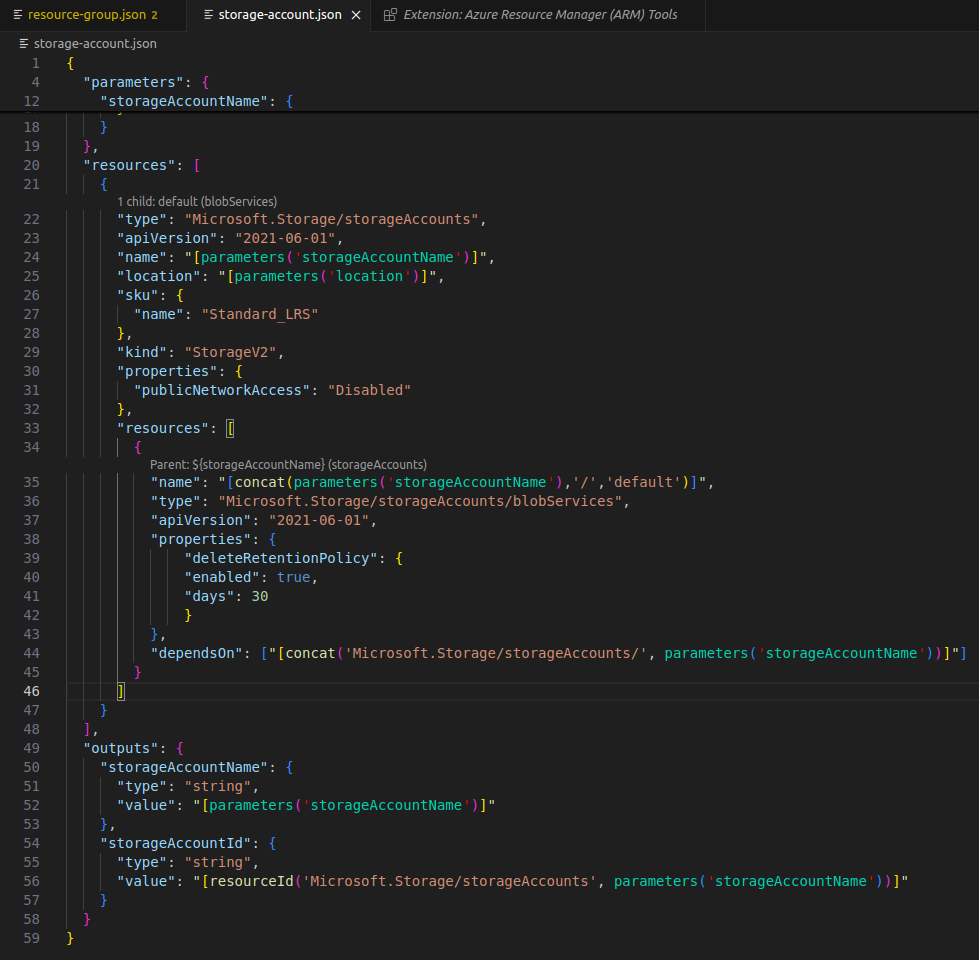 resource-group.json 2
storage-account.json
Extension: Azure Resource Manager (ARM) Tools
storage-account.json
1 {
4 "parameters": {
12 "storageAccountName": {
18 }
19 },
20 "resources": [
21 {
1 child: default (blobServices)
22 "type": "Microsoft.Storage/storageAccounts",
23 "apiVersion": "2021-06-01",
24 "name": "[parameters('storageAccountName')]",
25 "location": "[parameters('location')]",
26 "sku": {
27 "name": "Standard_LRS"
28 },
29 "kind": "StorageV2",
30 "properties": {
31 "publicNetworkAccess": "Disabled"
32 },
33 "resources": [
34 {
Parent: ${storageAccountName} (storageAccounts)
35 "name": "[concat(parameters('storageAccountName'),'/','default')]",
36 "type": "Microsoft.Storage/storageAccounts/blobServices",
37 "apiVersion": "2021-06-01",
38 "properties": {
39 "deleteRetentionPolicy": {
40 "enabled": true,
41 "days": 30
42 }
43 },
44 "dependsOn": ["[concat('Microsoft.Storage/storageAccounts/', parameters('storageAccountName'))]"]
45 }
46 ]
47 }
48 ],
49 "outputs": {
50 "storageAccountName": {
51 "type": "string",
52 "value": "[parameters('storageAccountName')]"
53 },
54 "storageAccountId": {
55 "type": "string",
56 "value": "[resourceId('Microsoft.Storage/storageAccounts', parameters('storageAccountName'))]"
57 }
58 }
59 }